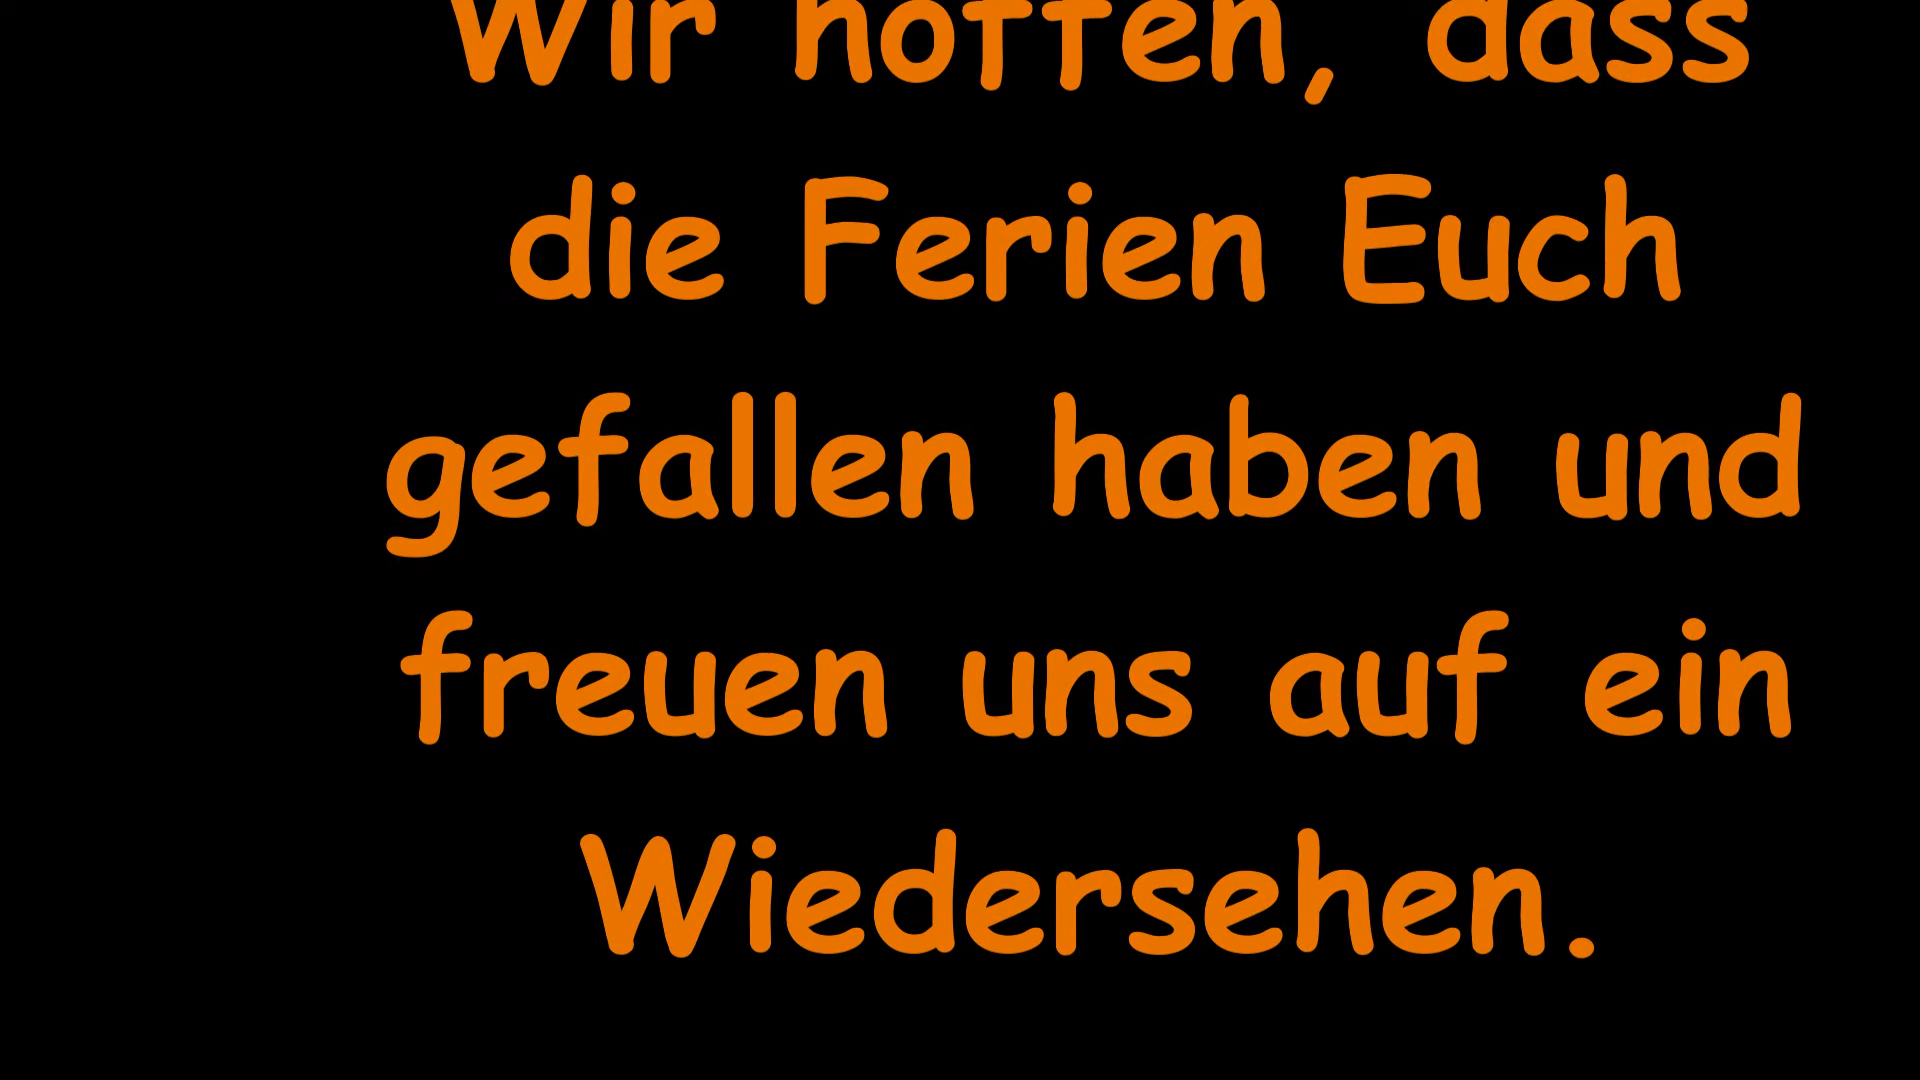 Wir hoffen, dass
die Ferien Euch
gefallen haben und
freuen uns auf ein
Wiedersehen.